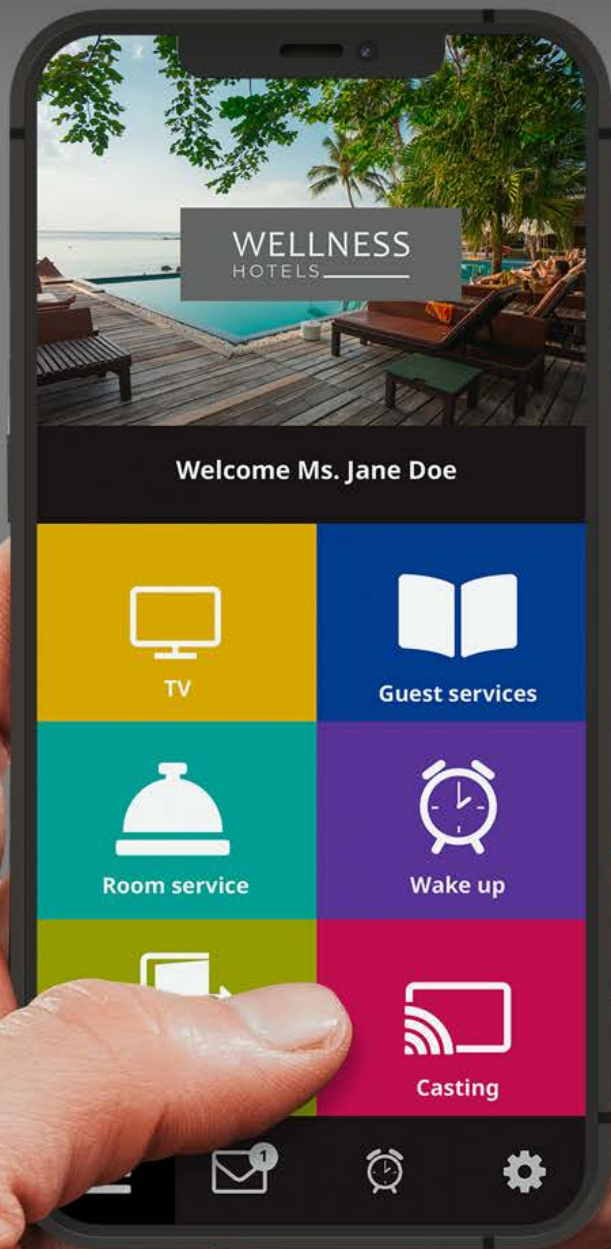 WELLNESS
HOTELS
Welcome Ms. Jane Doe
TV
Guest services
Room service
Wake up
Casting
1